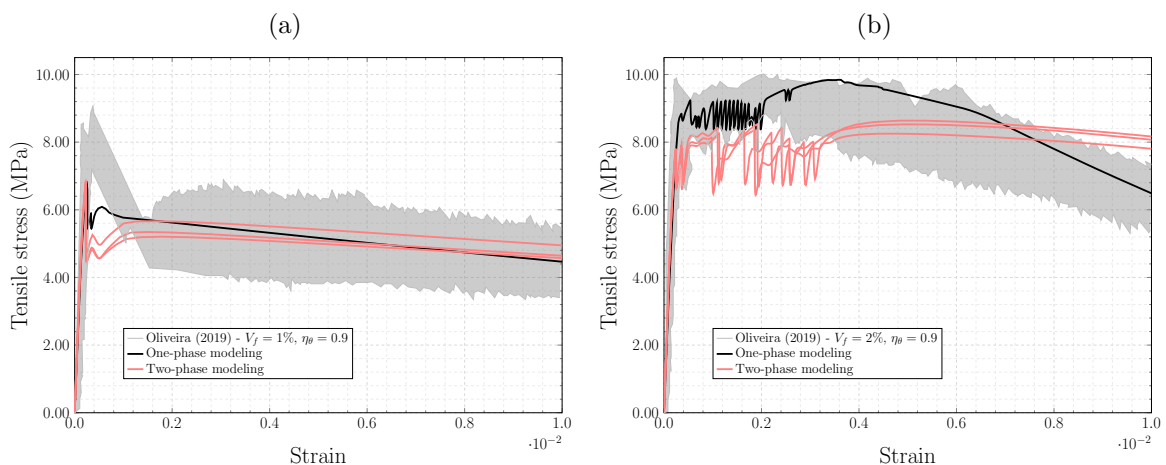 (a)
Tensile stress (MPa)
10.00
8.00
6.00
4.00
2.00
0.00
Oliveira (2019) - V_f = 1%, η_θ = 0.9
One-phase modeling
Two-phase modeling
0.0 0.2 0.4 0.6 0.8 1.0
·10⁻²
Strain
(b)
Tensile stress (MPa)
10.00
8.00
6.00
4.00
2.00
0.00
Oliveira (2019) - V_f = 2%, η_θ = 0.9
One-phase modeling
Two-phase modeling
0.0 0.2 0.4 0.6 0.8 1.0
·10⁻²
Strain